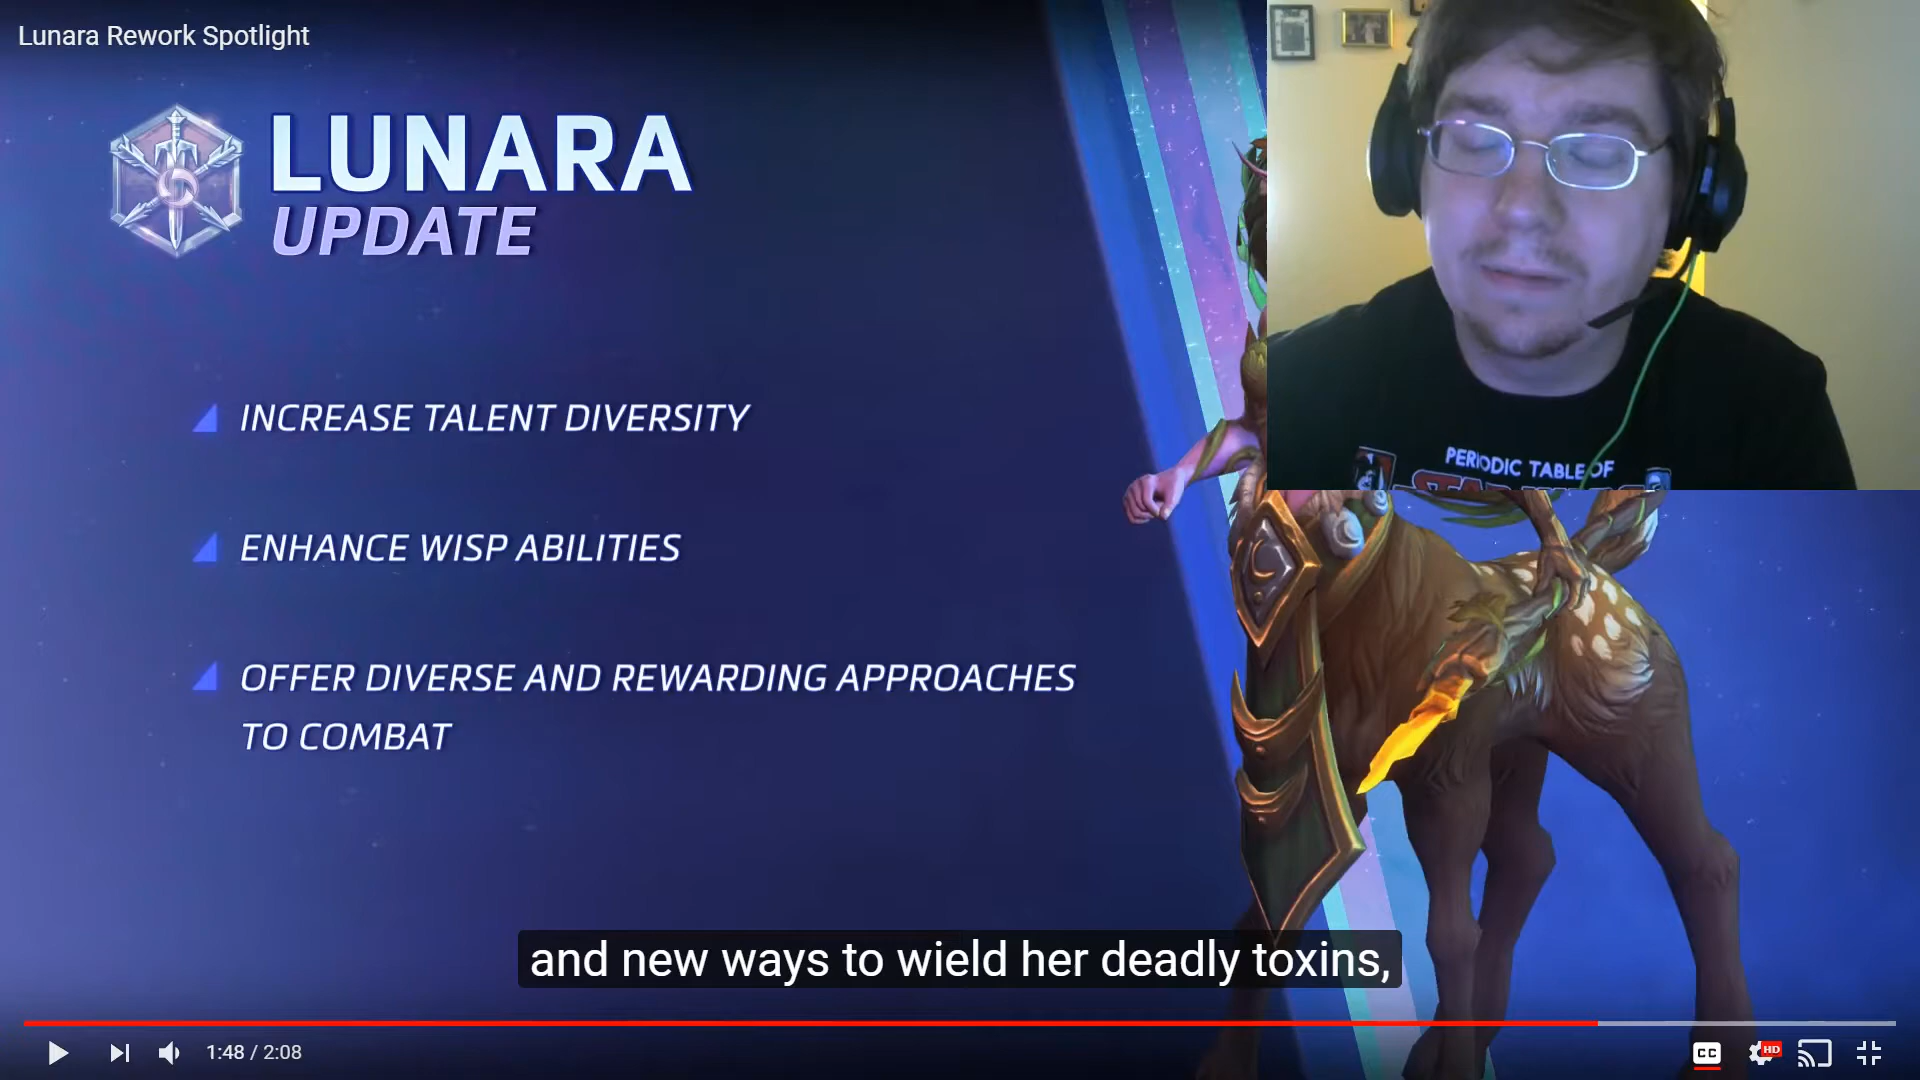 Lunara Rework Spotlight
LUNARA
UPDATE
INCREASE TALENT DIVERSITY
ENHANCE WISP ABILITIES
OFFER DIVERSE AND REWARDING APPROACHES
TO COMBAT
PERIODIC TABLE OF
and new ways to wield her deadly toxins,
1:48 / 2:08
CC
HD